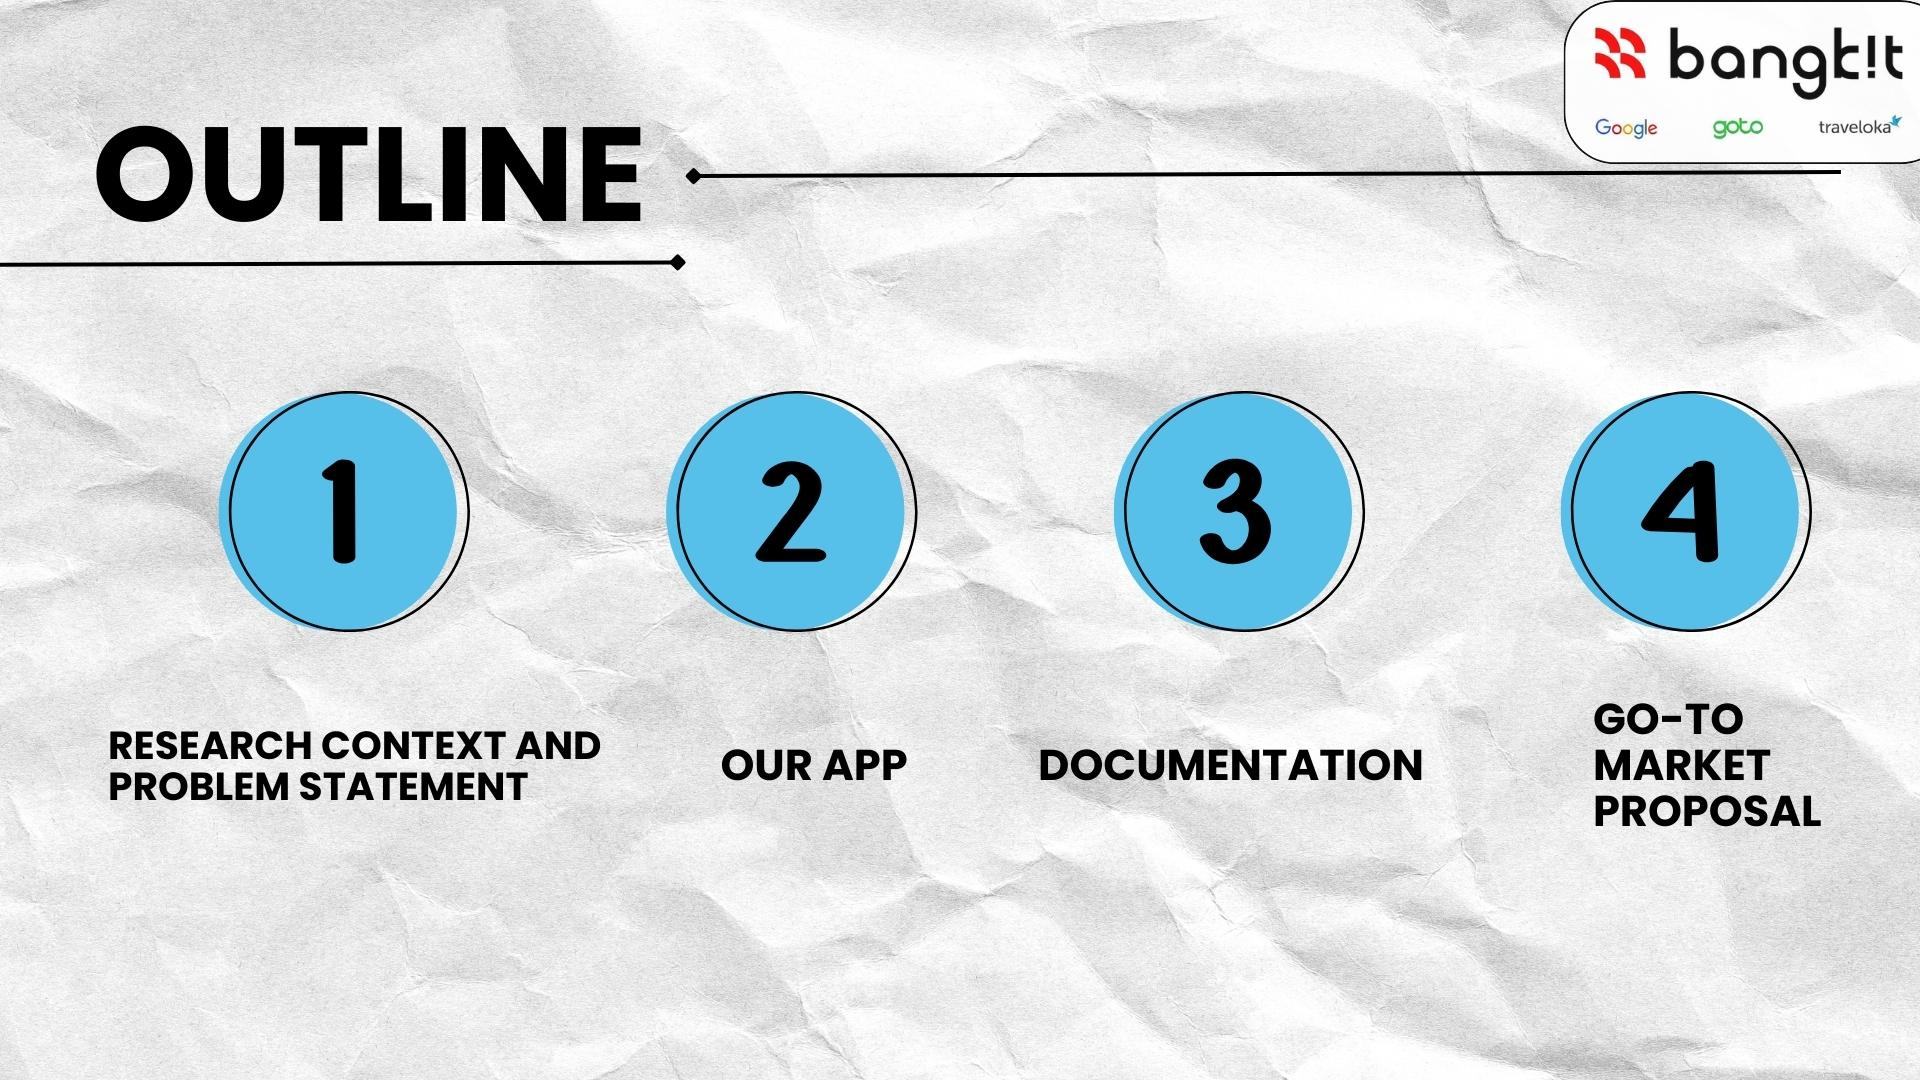 bangk!t
Google goto traveloka
OUTLINE
1
2
3
4
RESEARCH CONTEXT AND
PROBLEM STATEMENT
OUR APP
DOCUMENTATION
GO-TO
MARKET
PROPOSAL